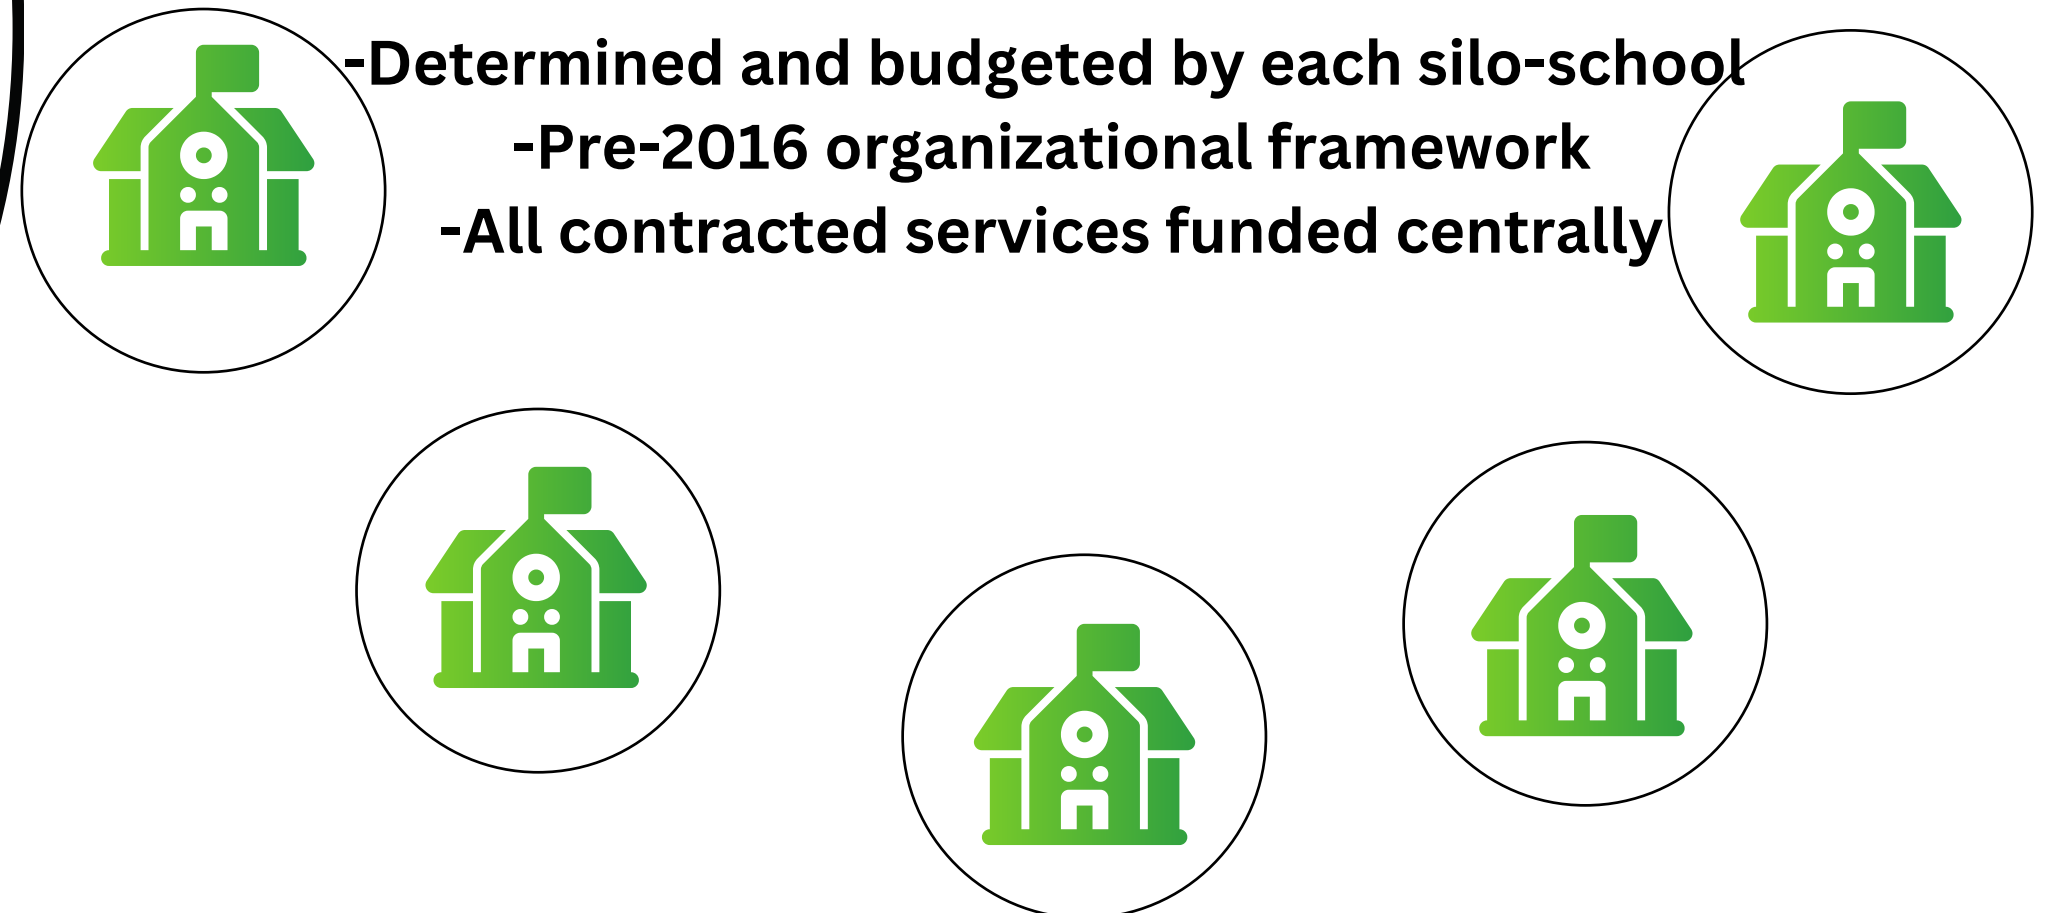 -Determined and budgeted by each silo-school
-Pre-2016 organizational framework
-All contracted services funded centrally